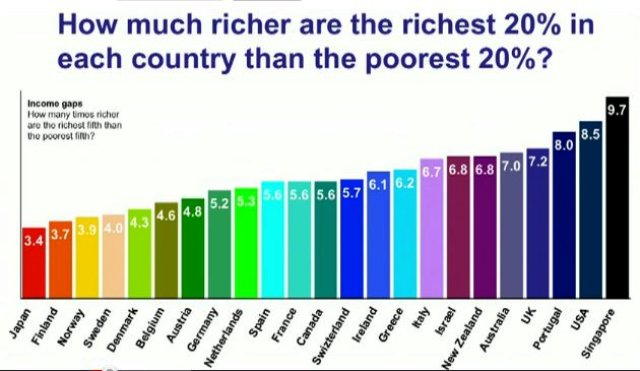 How much richer are the richest 20% in
each country than the poorest 20%?
Income gaps
How many times richer
are the richest fifth than
the poorest fifth?
3.4
3.7
3.9
4.0
4.3
4.6
4.8
5.2
5.3
5.6
5.6
5.6
5.7
6.1
6.2
6.7
6.8
6.8
7.0
7.2
8.0
8.5
9.7
Japan
Finland
Norway
Sweden
Denmark
Belgium
Austria
Germany
Netherlands
Spain
France
Canada
Swizterland
Ireland
Greece
Italy
Israel
New Zealand
Australia
UK
Portugal
USA
Singapore